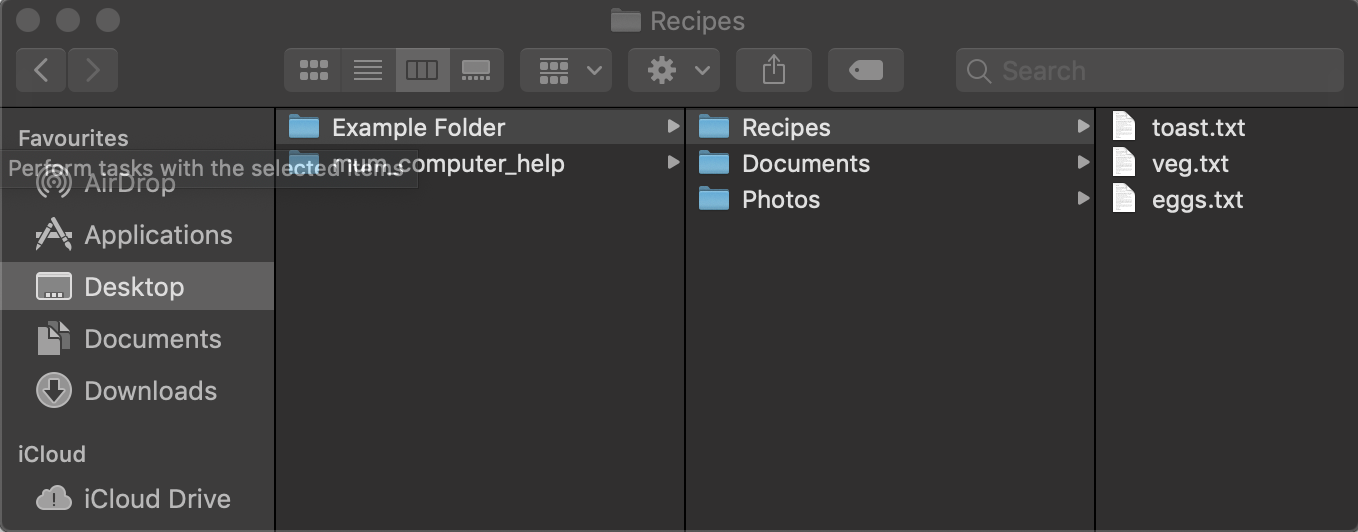 Recipes
Search
Favourites
Perform tasks with the selected items
AirDrop
Applications
Desktop
Documents
Downloads
iCloud
iCloud Drive
Example Folder
mum_computer_help
Recipes
Documents
Photos
toast.txt
veg.txt
eggs.txt